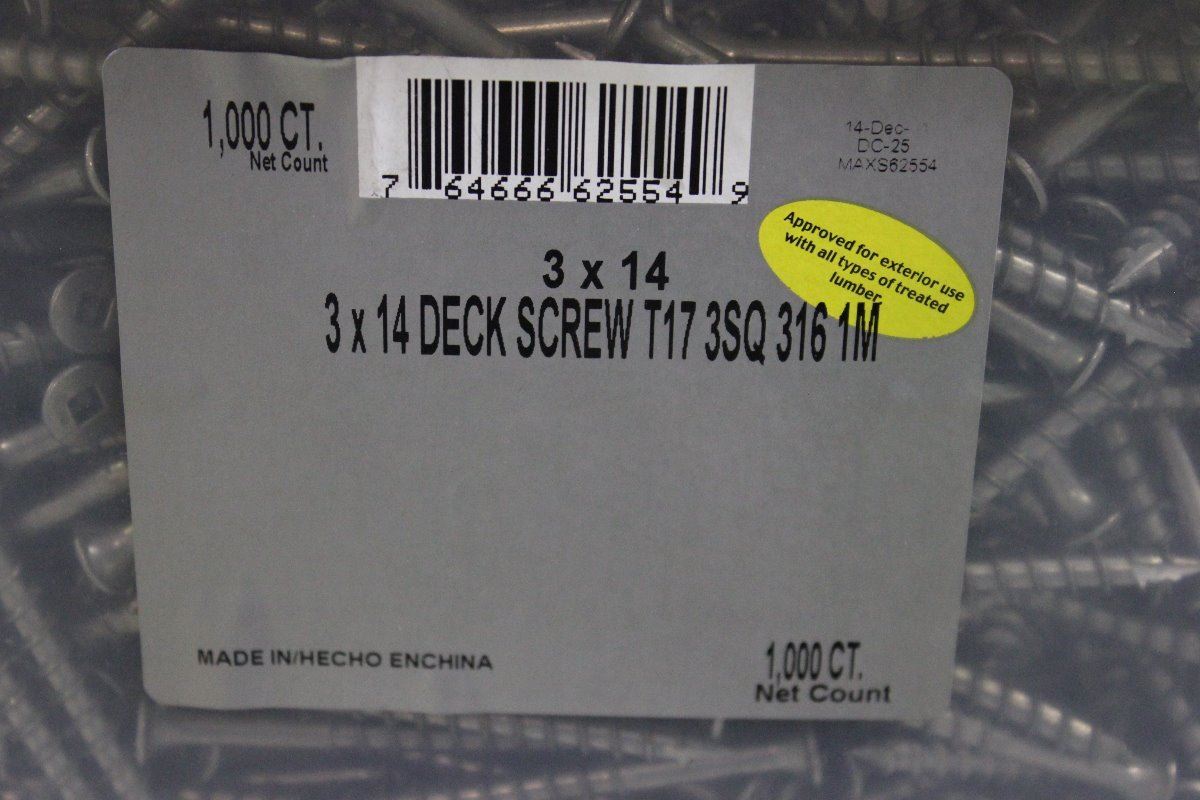 1,000 CT.
Net Count
7 64666 62554 9
14-Dec-
DC-25
MAXS62554
Approved for exterior use
with all types of treated
lumber
3 x 14
3 x 14 DECK SCREW T17 3SQ 316 1M
MADE IN/HECHO ENCHINA
1,000 CT.
Net Count